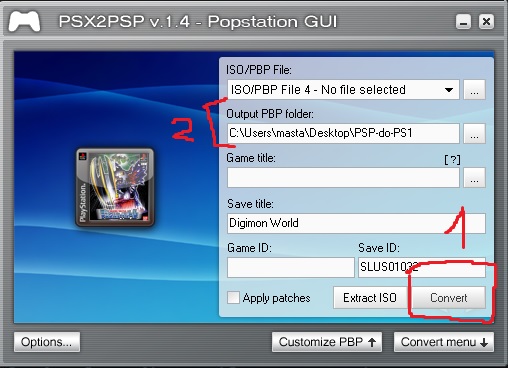 PSX2PSP v.1.4 - Popstation GUI
ISO/PBP File:
ISO/PBP File 4 - No file selected
...
2
Output PBP folder:
C:\Users\masta\Desktop\PSP-do-PS1
...
Game title:
[?]
...
Save title:
Digimon World
1
Game ID:
Save ID:
SLUS01032
PlayStation
Apply patches
Extract ISO
Convert
Options...
Customize PBP
Convert menu